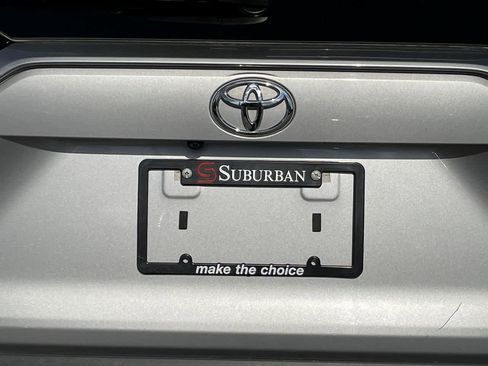 SUBURBAN
make the choice